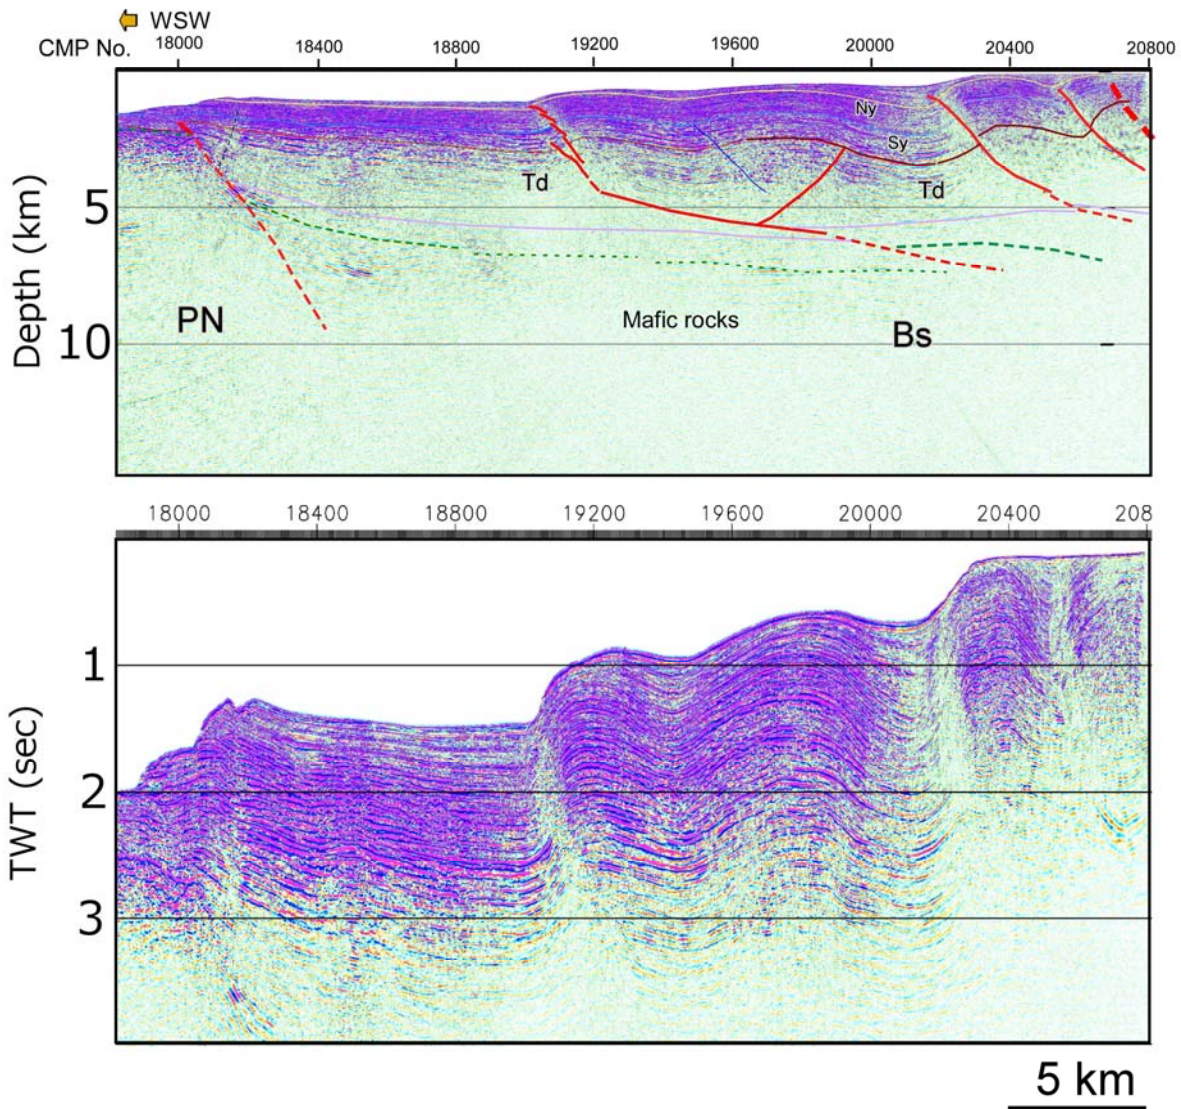 WSW
CMP No. 18000 18400 18800 19200 19600 20000 20400 20800
Ny
Sy
Td Td
Depth (km)
5
PN Mafic rocks Bs
10
18000 18400 18800 19200 19600 20000 20400 208
TWT (sec)
1
2
3
5 km